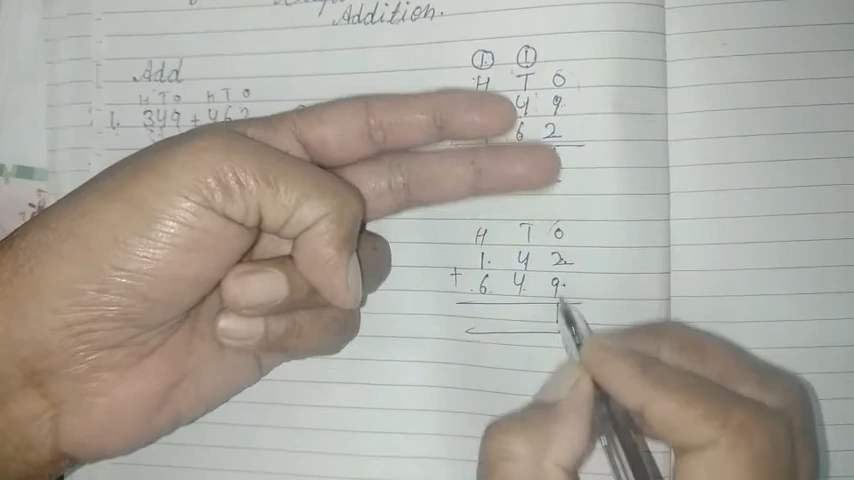 Addition.
Add
H T O H T O
1. 349 + 462
1 1
H T O
4 9
6 2
H T O
1 4 2
+ 6 4 9
1